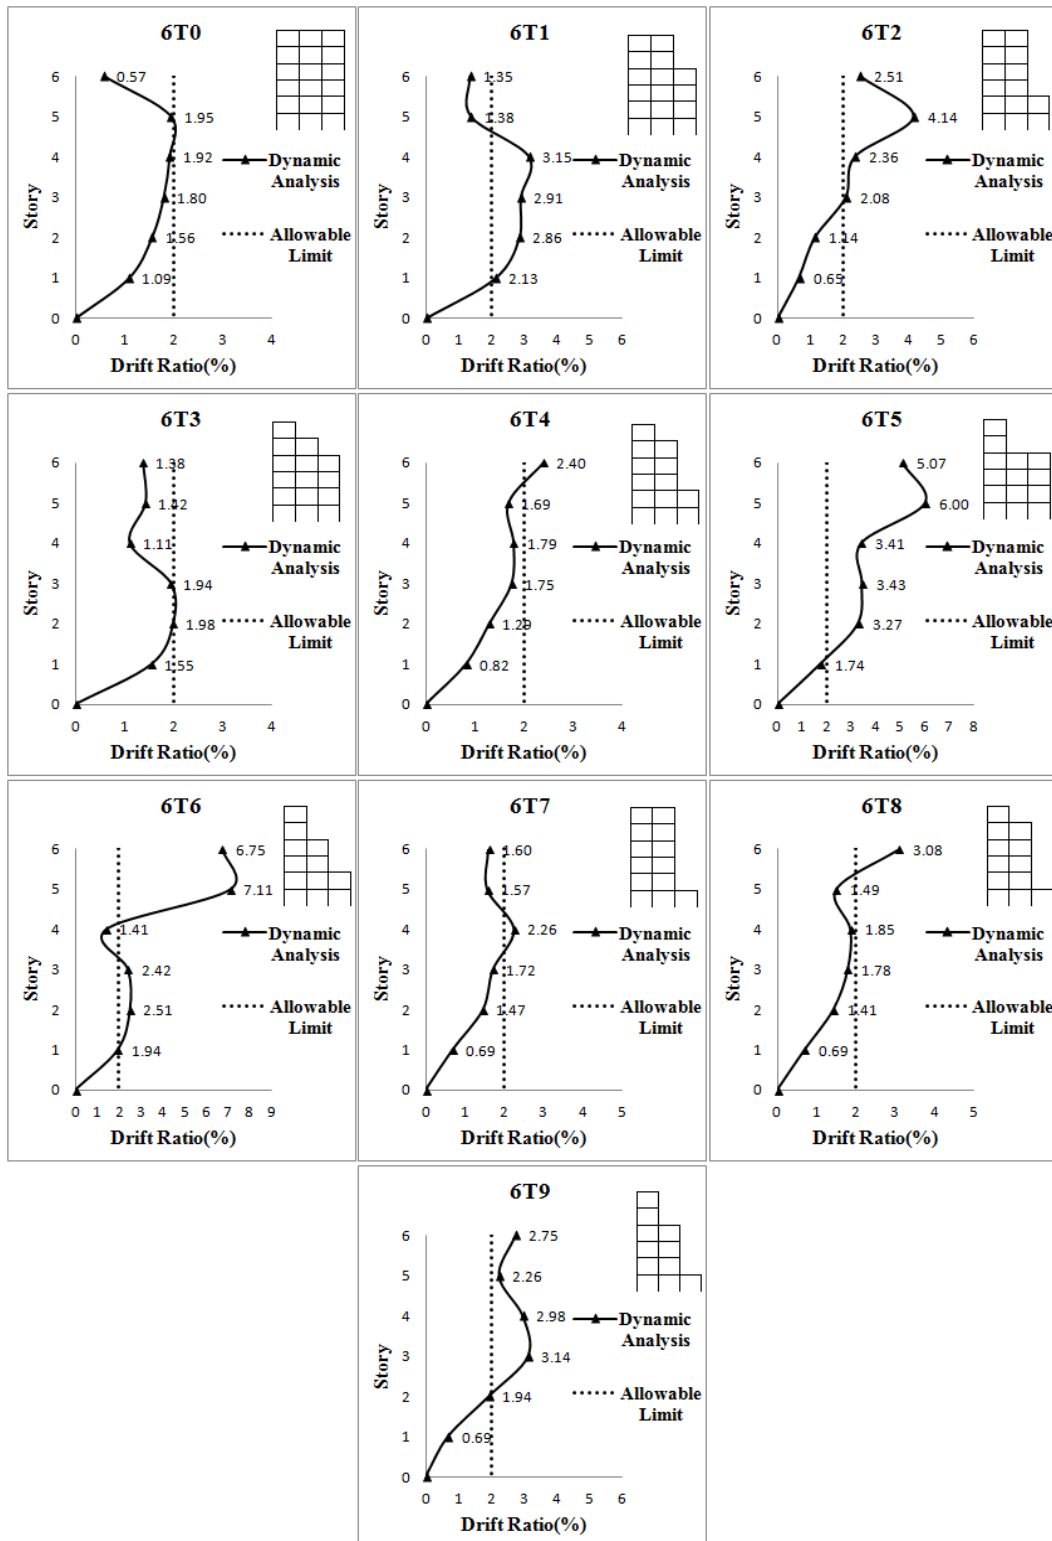 6T0
6
0.57
5
1.95
4
1.92
Dynamic
Analysis
3
1.80
Story
2
1.56
Allowable
Limit
1
1.09
0
0 1 2 3 4
Drift Ratio(%)
6T1
6
1.35
5
1.38
4
3.15
Dynamic
Analysis
3
2.91
Story
2
2.86
Allowable
Limit
1
2.13
0
0 1 2 3 4 5 6
Drift Ratio(%)
6T2
6
2.51
5
4.14
4
2.36
Dynamic
Analysis
3
2.08
Story
2
1.14
Allowable
Limit
1
0.65
0
0 1 2 3 4 5 6
Drift Ratio(%)
6T3
6
1.38
5
1.42
4
1.11
Dynamic
Analysis
3
1.94
Story
2
1.98
Allowable
Limit
1
1.55
0
0 1 2 3 4
Drift Ratio(%)
6T4
6
2.40
5
1.69
4
1.79
Dynamic
Analysis
3
1.75
Story
2
1.29
Allowable
Limit
1
0.82
0
0 1 2 3 4
Drift Ratio(%)
6T5
6
5.07
5
6.00
4
3.41
Dynamic
Analysis
3
3.43
Story
2
3.27
Allowable
Limit
1
1.74
0
0 1 2 3 4 5 6 7 8
Drift Ratio(%)
6T6
6
6.75
5
7.11
4
1.41
Dynamic
Analysis
3
2.42
Story
2
2.51
Allowable
Limit
1
1.94
0
0 1 2 3 4 5 6 7 8 9
Drift Ratio(%)
6T7
6
1.60
5
1.57
4
2.26
Dynamic
Analysis
3
1.72
Story
2
1.47
Allowable
Limit
1
0.69
0
0 1 2 3 4 5
Drift Ratio(%)
6T8
6
3.08
5
1.49
4
1.85
Dynamic
Analysis
3
1.78
Story
2
1.41
Allowable
Limit
1
0.69
0
0 1 2 3 4 5
Drift Ratio(%)
6T9
6
2.75
5
2.26
4
2.98
Dynamic
Analysis
3
3.14
Story
2
1.94
Allowable
Limit
1
0.69
0
0 1 2 3 4 5 6
Drift Ratio(%)